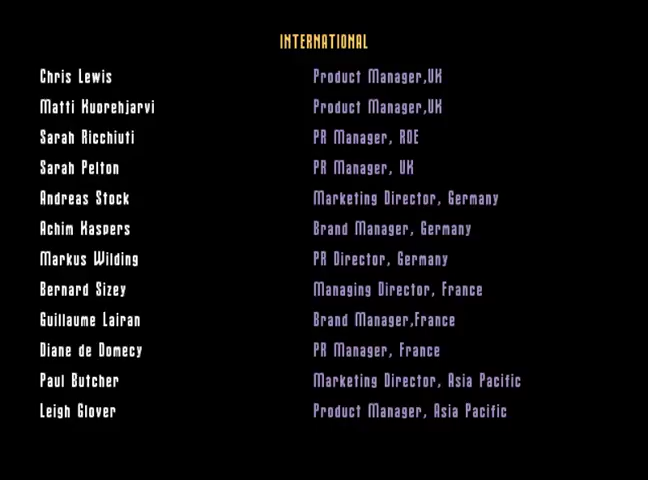 INTERNATIONAL
Chris Lewis Product Manager,UK
Matti Kuorehjarvi Product Manager,UK
Sarah Ricchiuti PR Manager, ROE
Sarah Pelton PR Manager, UK
Andreas Stock Marketing Director, Germany
Achim Kaspers Brand Manager, Germany
Markus Wilding PR Director, Germany
Bernard Sizey Managing Director, France
Guillaume Lairan Brand Manager,France
Diane de Domecy PR Manager, France
Paul Butcher Marketing Director, Asia Pacific
Leigh Glover Product Manager, Asia Pacific